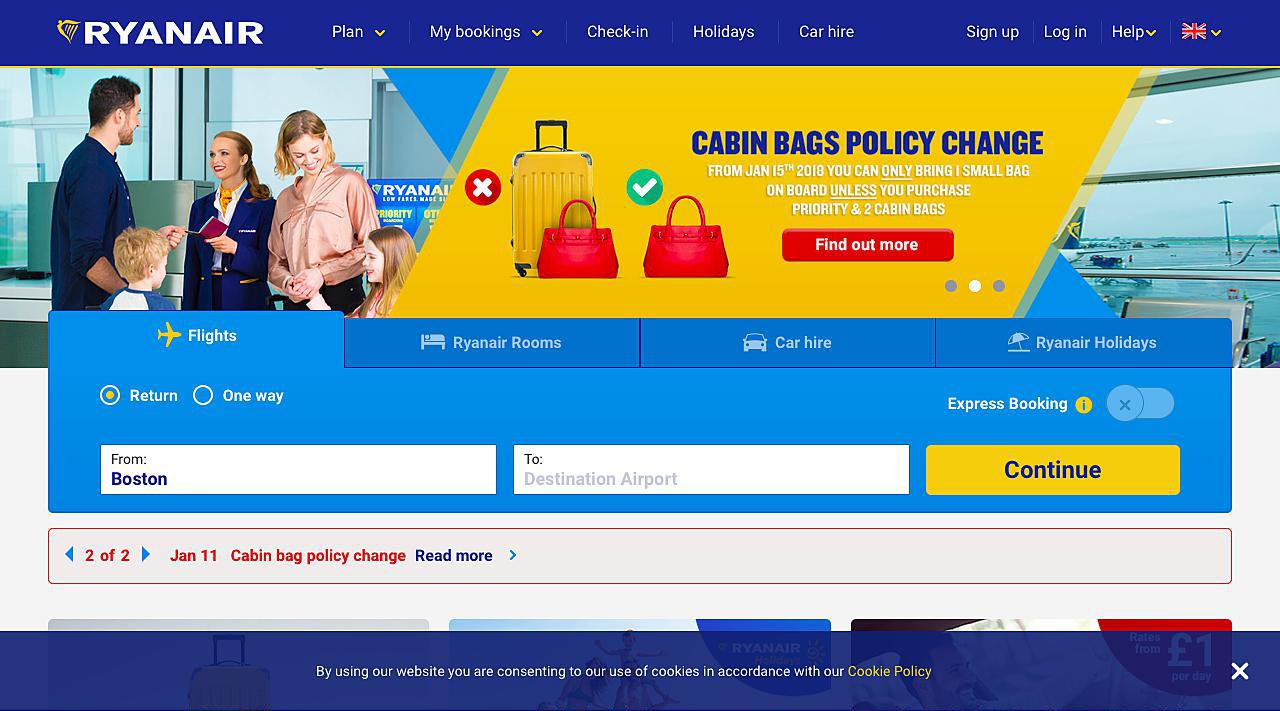 RYANAIR
Plan
My bookings
Check-in
Holidays
Car hire
Sign up
Log in
Help
CABIN BAGS POLICY CHANGE
FROM JAN 15TH 2018 YOU CAN ONLY BRING 1 SMALL BAG
ON BOARD UNLESS YOU PURCHASE
PRIORITY & 2 CABIN BAGS
Find out more
RYANAIR
LOW FARES. MADE SI
PRIORITY
BOARDING
Flights
Ryanair Rooms
Car hire
Ryanair Holidays
Return
One way
Express Booking
i
From:
Boston
To:
Destination Airport
Continue
2 of 2
Jan 11 Cabin bag policy change Read more
RYANAIR
Holidays
Rates
from
£1
per day
By using our website you are consenting to our use of cookies in accordance with our Cookie Policy